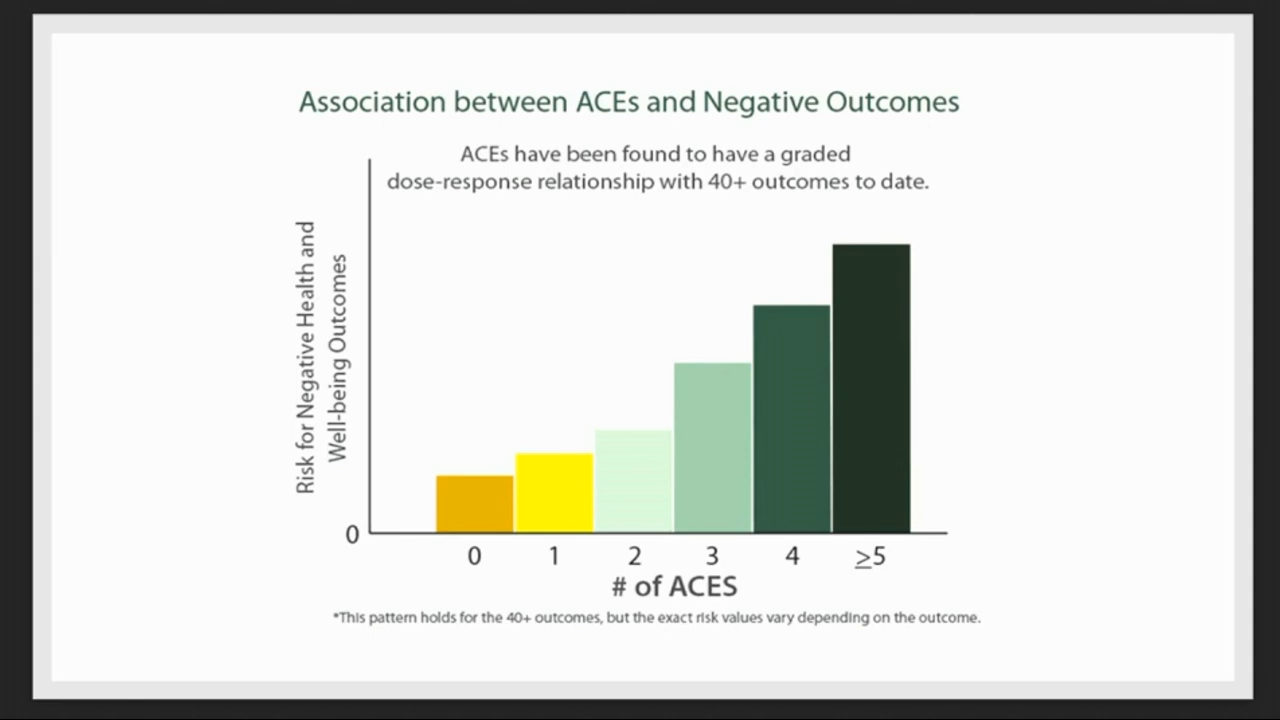 Association between ACEs and Negative Outcomes
ACEs have been found to have a graded
dose-response relationship with 40+ outcomes to date.
Risk for Negative Health and
Well-being Outcomes
0
0 1 2 3 4 ≥5
# of ACES
*This pattern holds for the 40+ outcomes, but the exact risk values vary depending on the outcome.